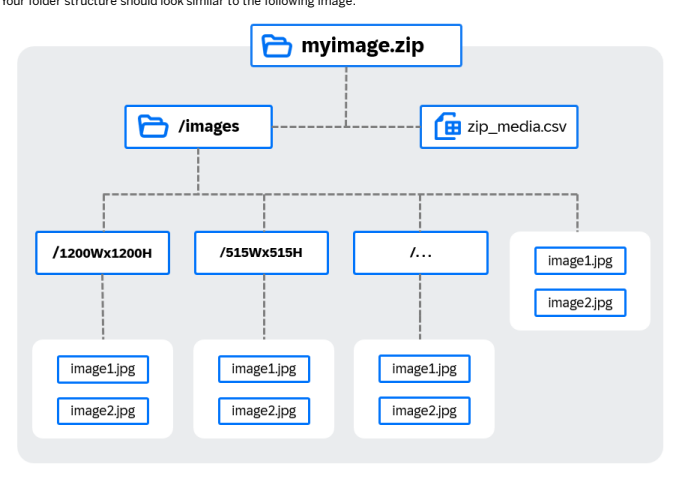 Your folder structure should look similar to the following image.
myimage.zip
/images
zip_media.csv
/1200Wx1200H
/515Wx515H
/...
image1.jpg
image2.jpg
image1.jpg
image2.jpg
image1.jpg
image2.jpg
image1.jpg
image2.jpg